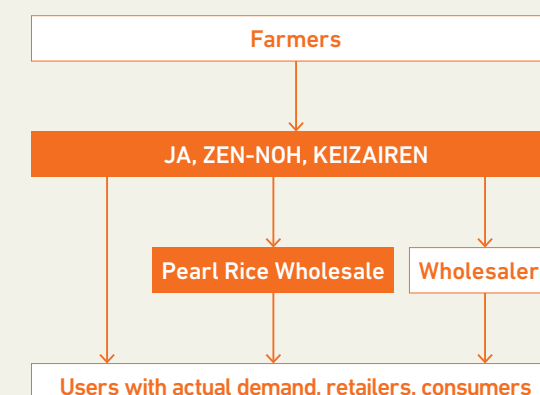 Farmers
JA, ZEN-NOH, KEIZAIREN
Pearl Rice Wholesale
Wholesaler
Users with actual demand, retailers, consumers